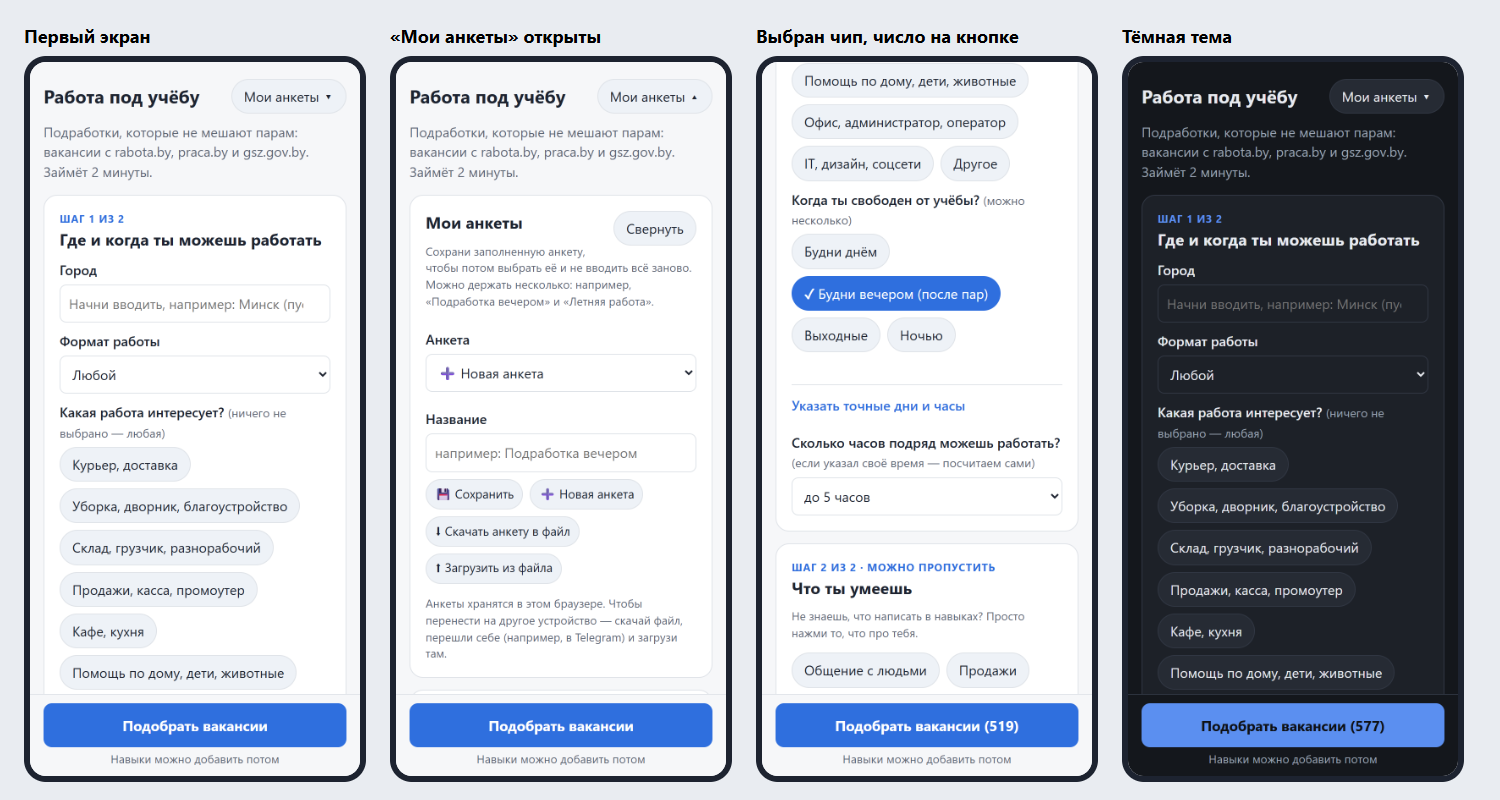 Первый экран
Работа под учёбу
Мои анкеты ▾
Подработки, которые не мешают парам:
вакансии с rabota.by, praca.by и gsz.gov.by.
Займёт 2 минуты.
ШАГ 1 ИЗ 2
Где и когда ты можешь работать
Город
Начни вводить, например: Минск (пу
Формат работы
Любой
Какая работа интересует? (ничего не
выбрано — любая)
Курьер, доставка
Уборка, дворник, благоустройство
Склад, грузчик, разнорабочий
Продажи, касса, промоутер
Кафе, кухня
Помощь по дому, дети, животные
Подобрать вакансии
Навыки можно добавить потом
«Мои анкеты» открыты
Работа под учёбу
Мои анкеты ▴
Подработки, которые не мешают парам:
вакансии с rabota.by, praca.by и gsz.gov.by.
Займёт 2 минуты.
Мои анкеты
Свернуть
Сохрани заполненную анкету,
чтобы потом выбрать её и не вводить всё заново.
Можно держать несколько: например,
«Подработка вечером» и «Летняя работа».
Анкета
➕ Новая анкета
Название
например: Подработка вечером
💾 Сохранить
➕ Новая анкета
⬇ Скачать анкету в файл
⬆ Загрузить из файла
Анкеты хранятся в этом браузере. Чтобы
перенести на другое устройство — скачай файл,
перешли себе (например, в Telegram) и загрузи
там.
Подобрать вакансии
Навыки можно добавить потом
Выбран чип, число на кнопке
Помощь по дому, дети, животные
Офис, администратор, оператор
IT, дизайн, соцсети
Другое
Когда ты свободен от учёбы? (можно
несколько)
Будни днём
✓ Будни вечером (после пар)
Выходные
Ночью
Указать точные дни и часы
Сколько часов подряд можешь работать?
(если указал своё время — посчитаем сами)
до 5 часов
ШАГ 2 ИЗ 2 · МОЖНО ПРОПУСТИТЬ
Что ты умеешь
Не знаешь, что написать в навыках? Просто
нажми то, что про тебя.
Общение с людьми
Продажи
Подобрать вакансии (519)
Навыки можно добавить потом
Тёмная тема
Работа под учёбу
Мои анкеты ▾
Подработки, которые не мешают парам:
вакансии с rabota.by, praca.by и gsz.gov.by.
Займёт 2 минуты.
ШАГ 1 ИЗ 2
Где и когда ты можешь работать
Город
Начни вводить, например: Минск (пу
Формат работы
Любой
Какая работа интересует? (ничего не
выбрано — любая)
Курьер, доставка
Уборка, дворник, благоустройство
Склад, грузчик, разнорабочий
Продажи, касса, промоутер
Кафе, кухня
Помощь по дому, дети, животные
Подобрать вакансии (577)
Навыки можно добавить потом